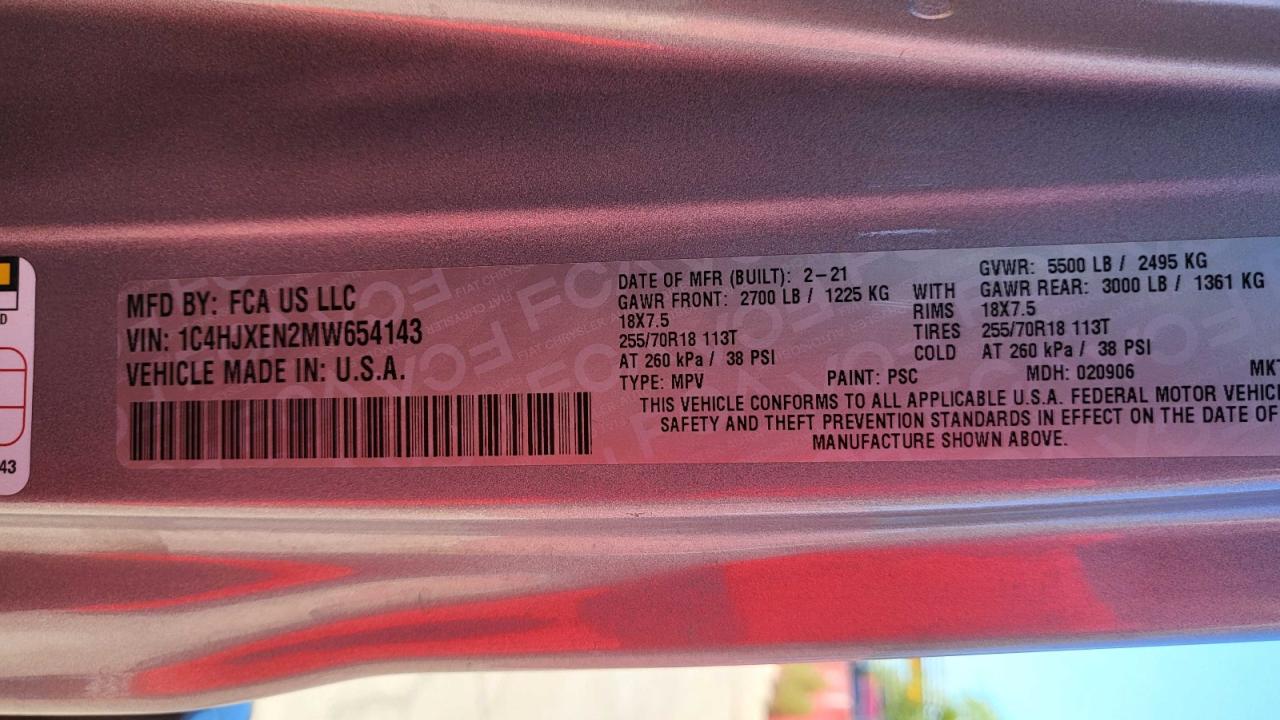 MFD BY: FCA US LLC
VIN: 1C4HJXEN2MW654143
VEHICLE MADE IN: U.S.A.
DATE OF MFR (BUILT): 2-21
GVWR: 5500 LB / 2495 KG
GAWR FRONT: 2700 LB / 1225 KG WITH GAWR REAR: 3000 LB / 1361 KG
18X7.5 RIMS 18X7.5
255/70R18 113T TIRES 255/70R18 113T
AT 260 kPa / 38 PSI COLD AT 260 kPa / 38 PSI
TYPE: MPV PAINT: PSC MDH: 020906 MKT
THIS VEHICLE CONFORMS TO ALL APPLICABLE U.S.A. FEDERAL MOTOR VEHIC
SAFETY AND THEFT PREVENTION STANDARDS IN EFFECT ON THE DATE OF
MANUFACTURE SHOWN ABOVE.
D
43